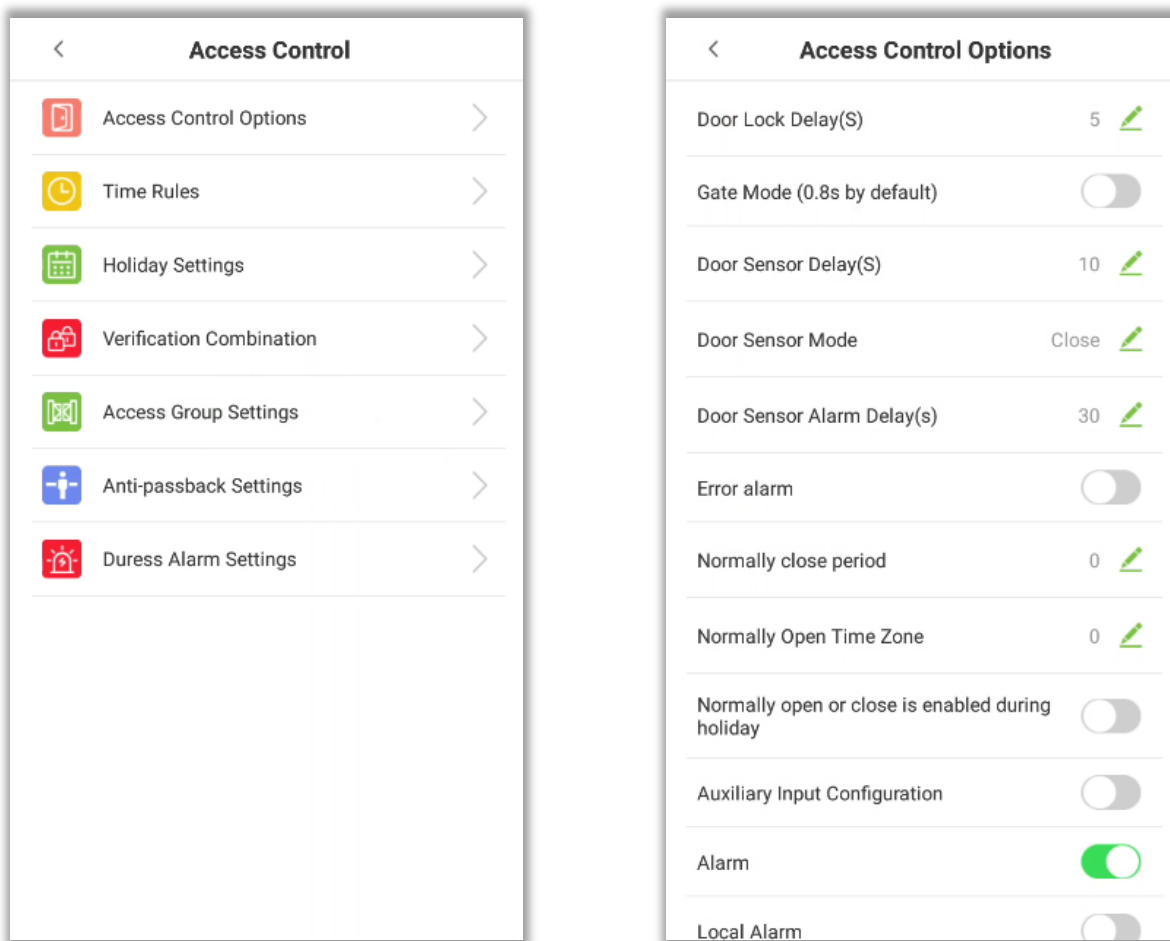 Access Control
Access Control Options
Time Rules
Holiday Settings
Verification Combination
Access Group Settings
Anti-passback Settings
Duress Alarm Settings
Access Control Options
Door Lock Delay(S) 5
Gate Mode (0.8s by default)
Door Sensor Delay(S) 10
Door Sensor Mode Close
Door Sensor Alarm Delay(s) 30
Error alarm
Normally close period 0
Normally Open Time Zone 0
Normally open or close is enabled during
holiday
Auxiliary Input Configuration
Alarm
Local Alarm